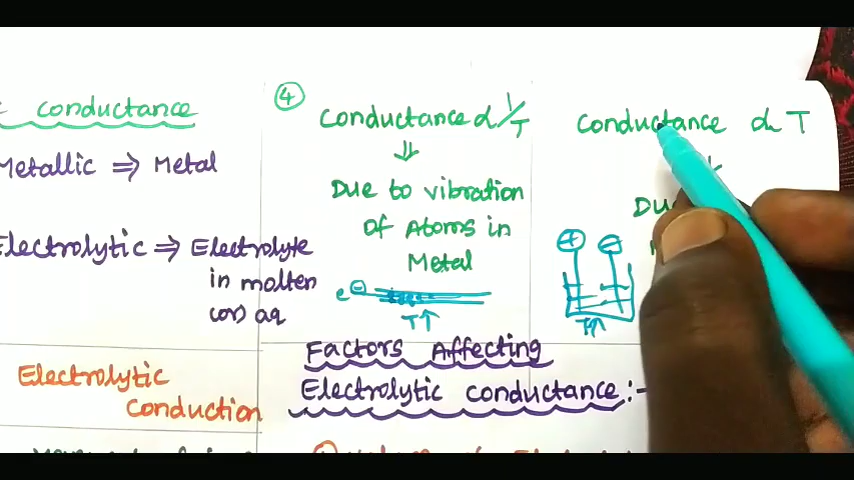 conductance
Metallic ⇒ Metal
Electrolytic ⇒ Electrolyte
in molten
(or) aq
Electrolytic
Conduction
④
Conductance α 1/T
⇓
Due to vibration
of Atoms in
Metal
e⊖
T↑
Conductance α T
⊕ ⊖
T↑
Factors Affecting
Electrolytic conductance:-